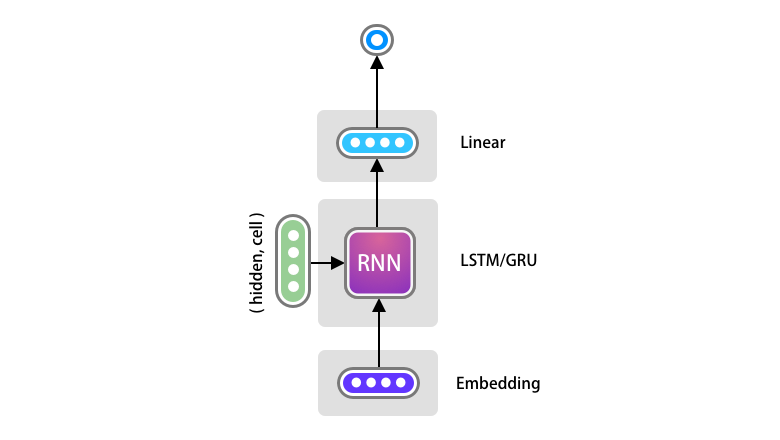 Linear
( hidden, cell )
RNN
LSTM/GRU
Embedding